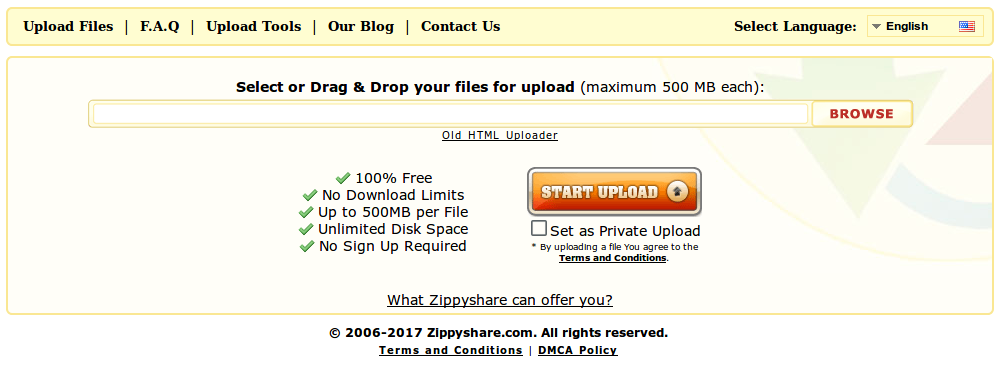 Upload Files | F.A.Q | Upload Tools | Our Blog | Contact Us Select Language: English
Select or Drag & Drop your files for upload (maximum 500 MB each):
BROWSE
Old HTML Uploader
100% Free
No Download Limits
Up to 500MB per File
Unlimited Disk Space
No Sign Up Required
START UPLOAD
Set as Private Upload
* By uploading a file You agree to the
Terms and Conditions.
What Zippyshare can offer you?
© 2006-2017 Zippyshare.com. All rights reserved.
Terms and Conditions | DMCA Policy